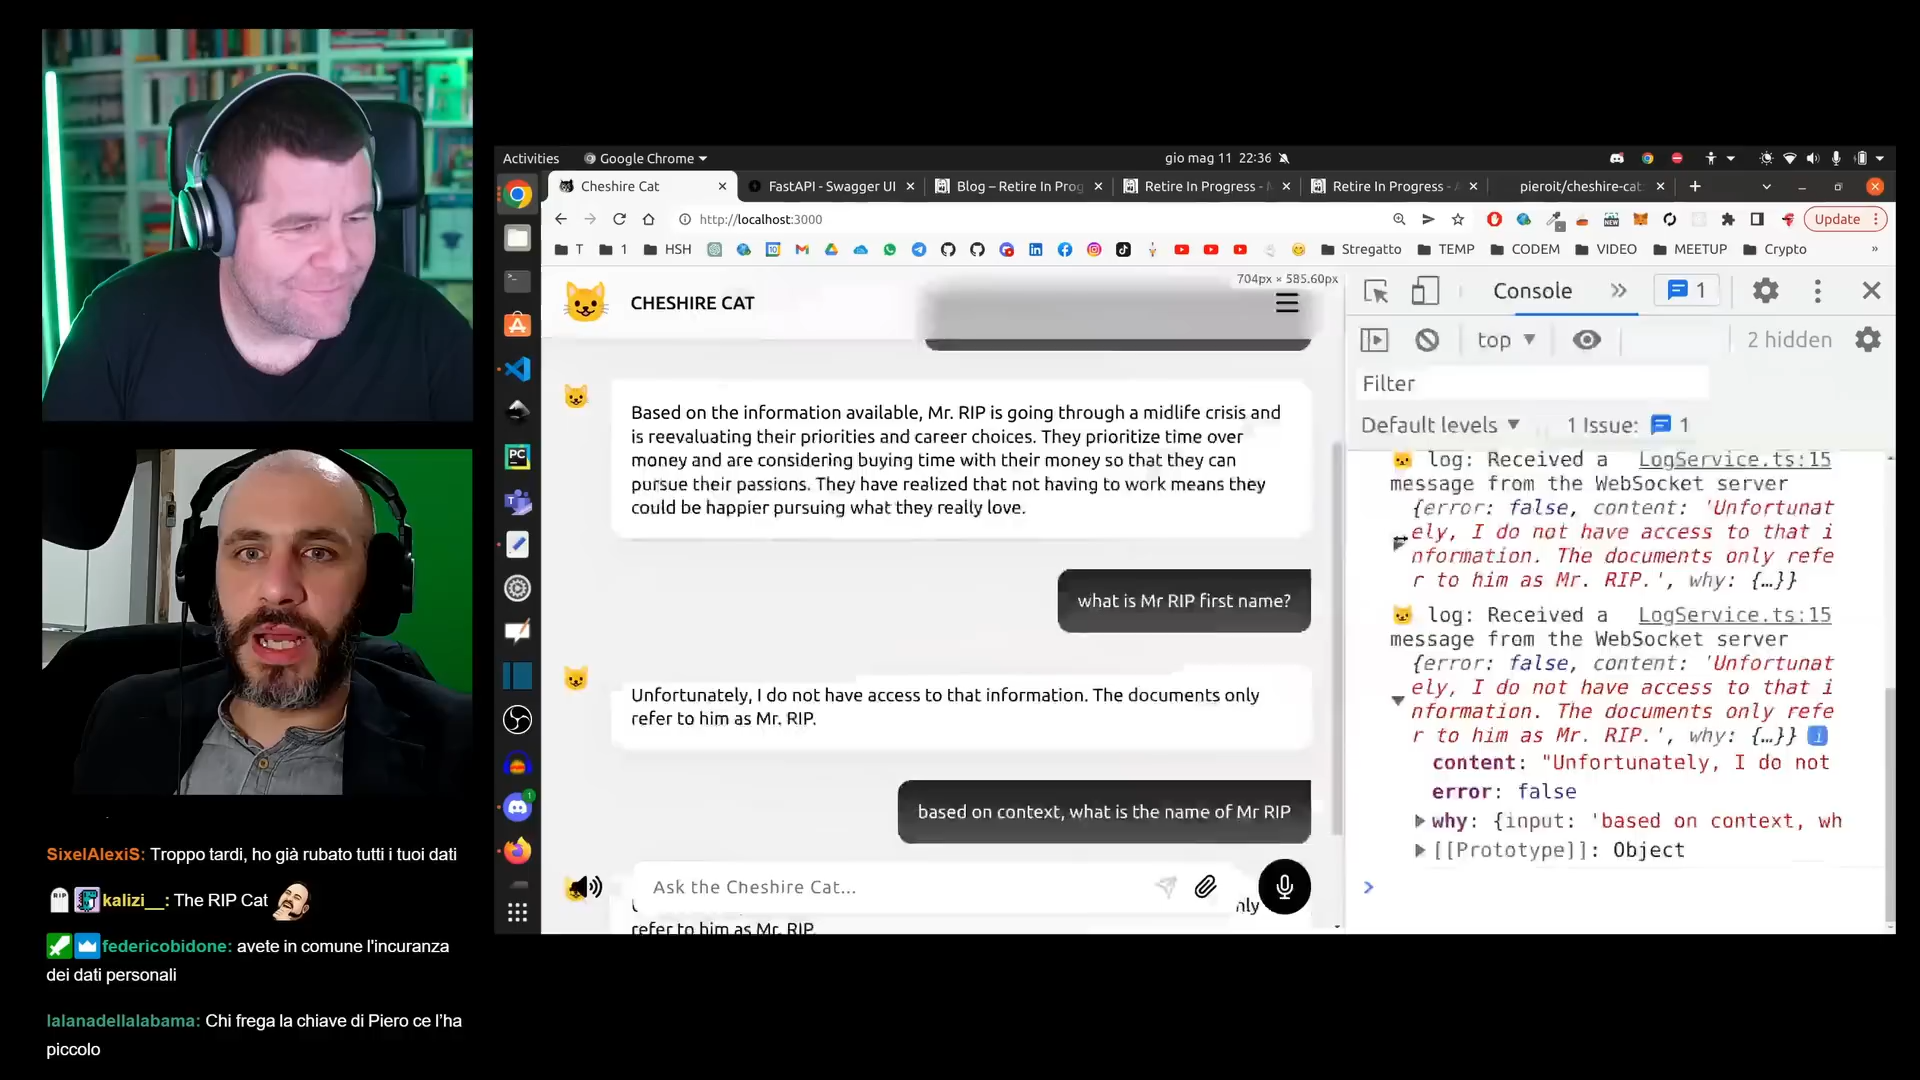 Activities
Google Chrome
gio mag 11 22:36
Cheshire Cat
FastAPI - Swagger UI
Blog – Retire In Prog
Retire In Progress -
Retire In Progress -
pieroit/cheshire-cat
http://localhost:3000
Update
T
1
HSH
Stregatto
TEMP
CODEM
VIDEO
MEETUP
Crypto
»
CHESHIRE CAT
704px × 585.60px
Based on the information available, Mr. RIP is going through a midlife crisis and
is reevaluating their priorities and career choices. They prioritize time over
money and are considering buying time with their money so that they can
pursue their passions. They have realized that not having to work means they
could be happier pursuing what they really love.
what is Mr RIP first name?
Unfortunately, I do not have access to that information. The documents only
refer to him as Mr. RIP.
based on context, what is the name of Mr RIP
Ask the Cheshire Cat...
nly
refer to him as Mr. RIP.
Console
1
top
2 hidden
Filter
Default levels
1 Issue: 1
log: Received a LogService.ts:15
message from the WebSocket server
{error: false, content: 'Unfortunat
ely, I do not have access to that i
nformation. The documents only refe
r to him as Mr. RIP.', why: {…}}
log: Received a LogService.ts:15
message from the WebSocket server
{error: false, content: 'Unfortunat
ely, I do not have access to that i
nformation. The documents only refe
r to him as Mr. RIP.', why: {…}}
content: "Unfortunately, I do not
error: false
why: {input: 'based on context, wh
[[Prototype]]: Object
SixelAlexiS: Troppo tardi, ho già rubato tutti i tuoi dati
kalizi__: The RIP Cat
federicobidone: avete in comune l'incuranza
dei dati personali
lalanadellalabama: Chi frega la chiave di Piero ce l'ha
piccolo